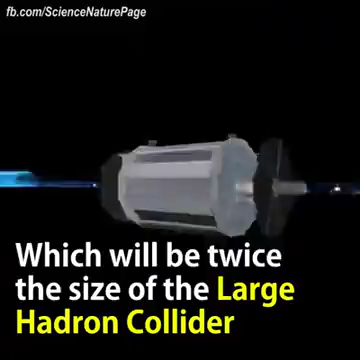 fb.com/ScienceNaturePage
Which will be twice
the size of the Large
Hadron Collider